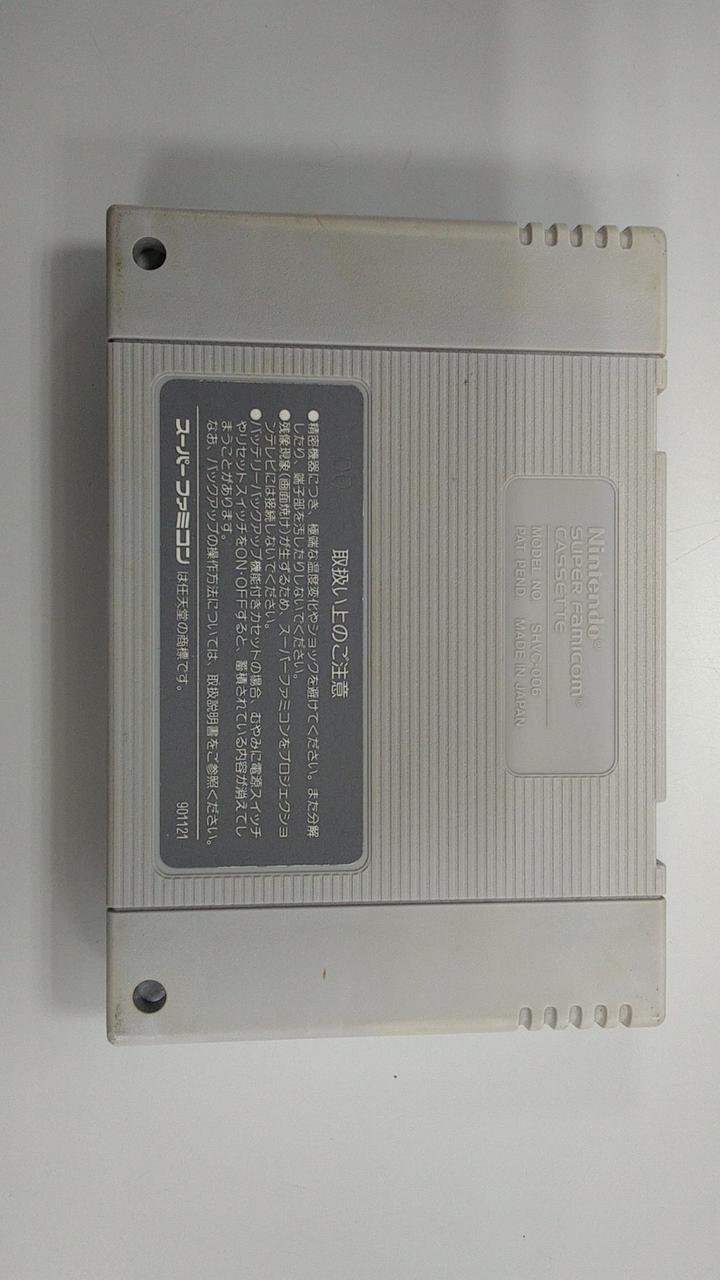 Nintendo®
SUPER FAMICOM®
CASSETTE
MODEL NO. SHVC-006
PAT. PEND. MADE IN JAPAN
取扱い上のご注意
●精密機器につき、極端な温度変化やショックを避けてください。また分解
したり、端子部を汚したりしないでください。
●残像現象(画面焼け)が生ずるため、スーパーファミコンをプロジェクショ
ンテレビには接続しないでください。
●バッテリーバックアップ機能付きカセットの場合、むやみに電源スイッチ
やリセットスイッチをON・OFFすると、蓄積されている内容が消えてし
まうことがあります。
なお、バックアップの操作方法については、取扱説明書をご参照ください。
スーパーファミコン は任天堂の商標です。 901121